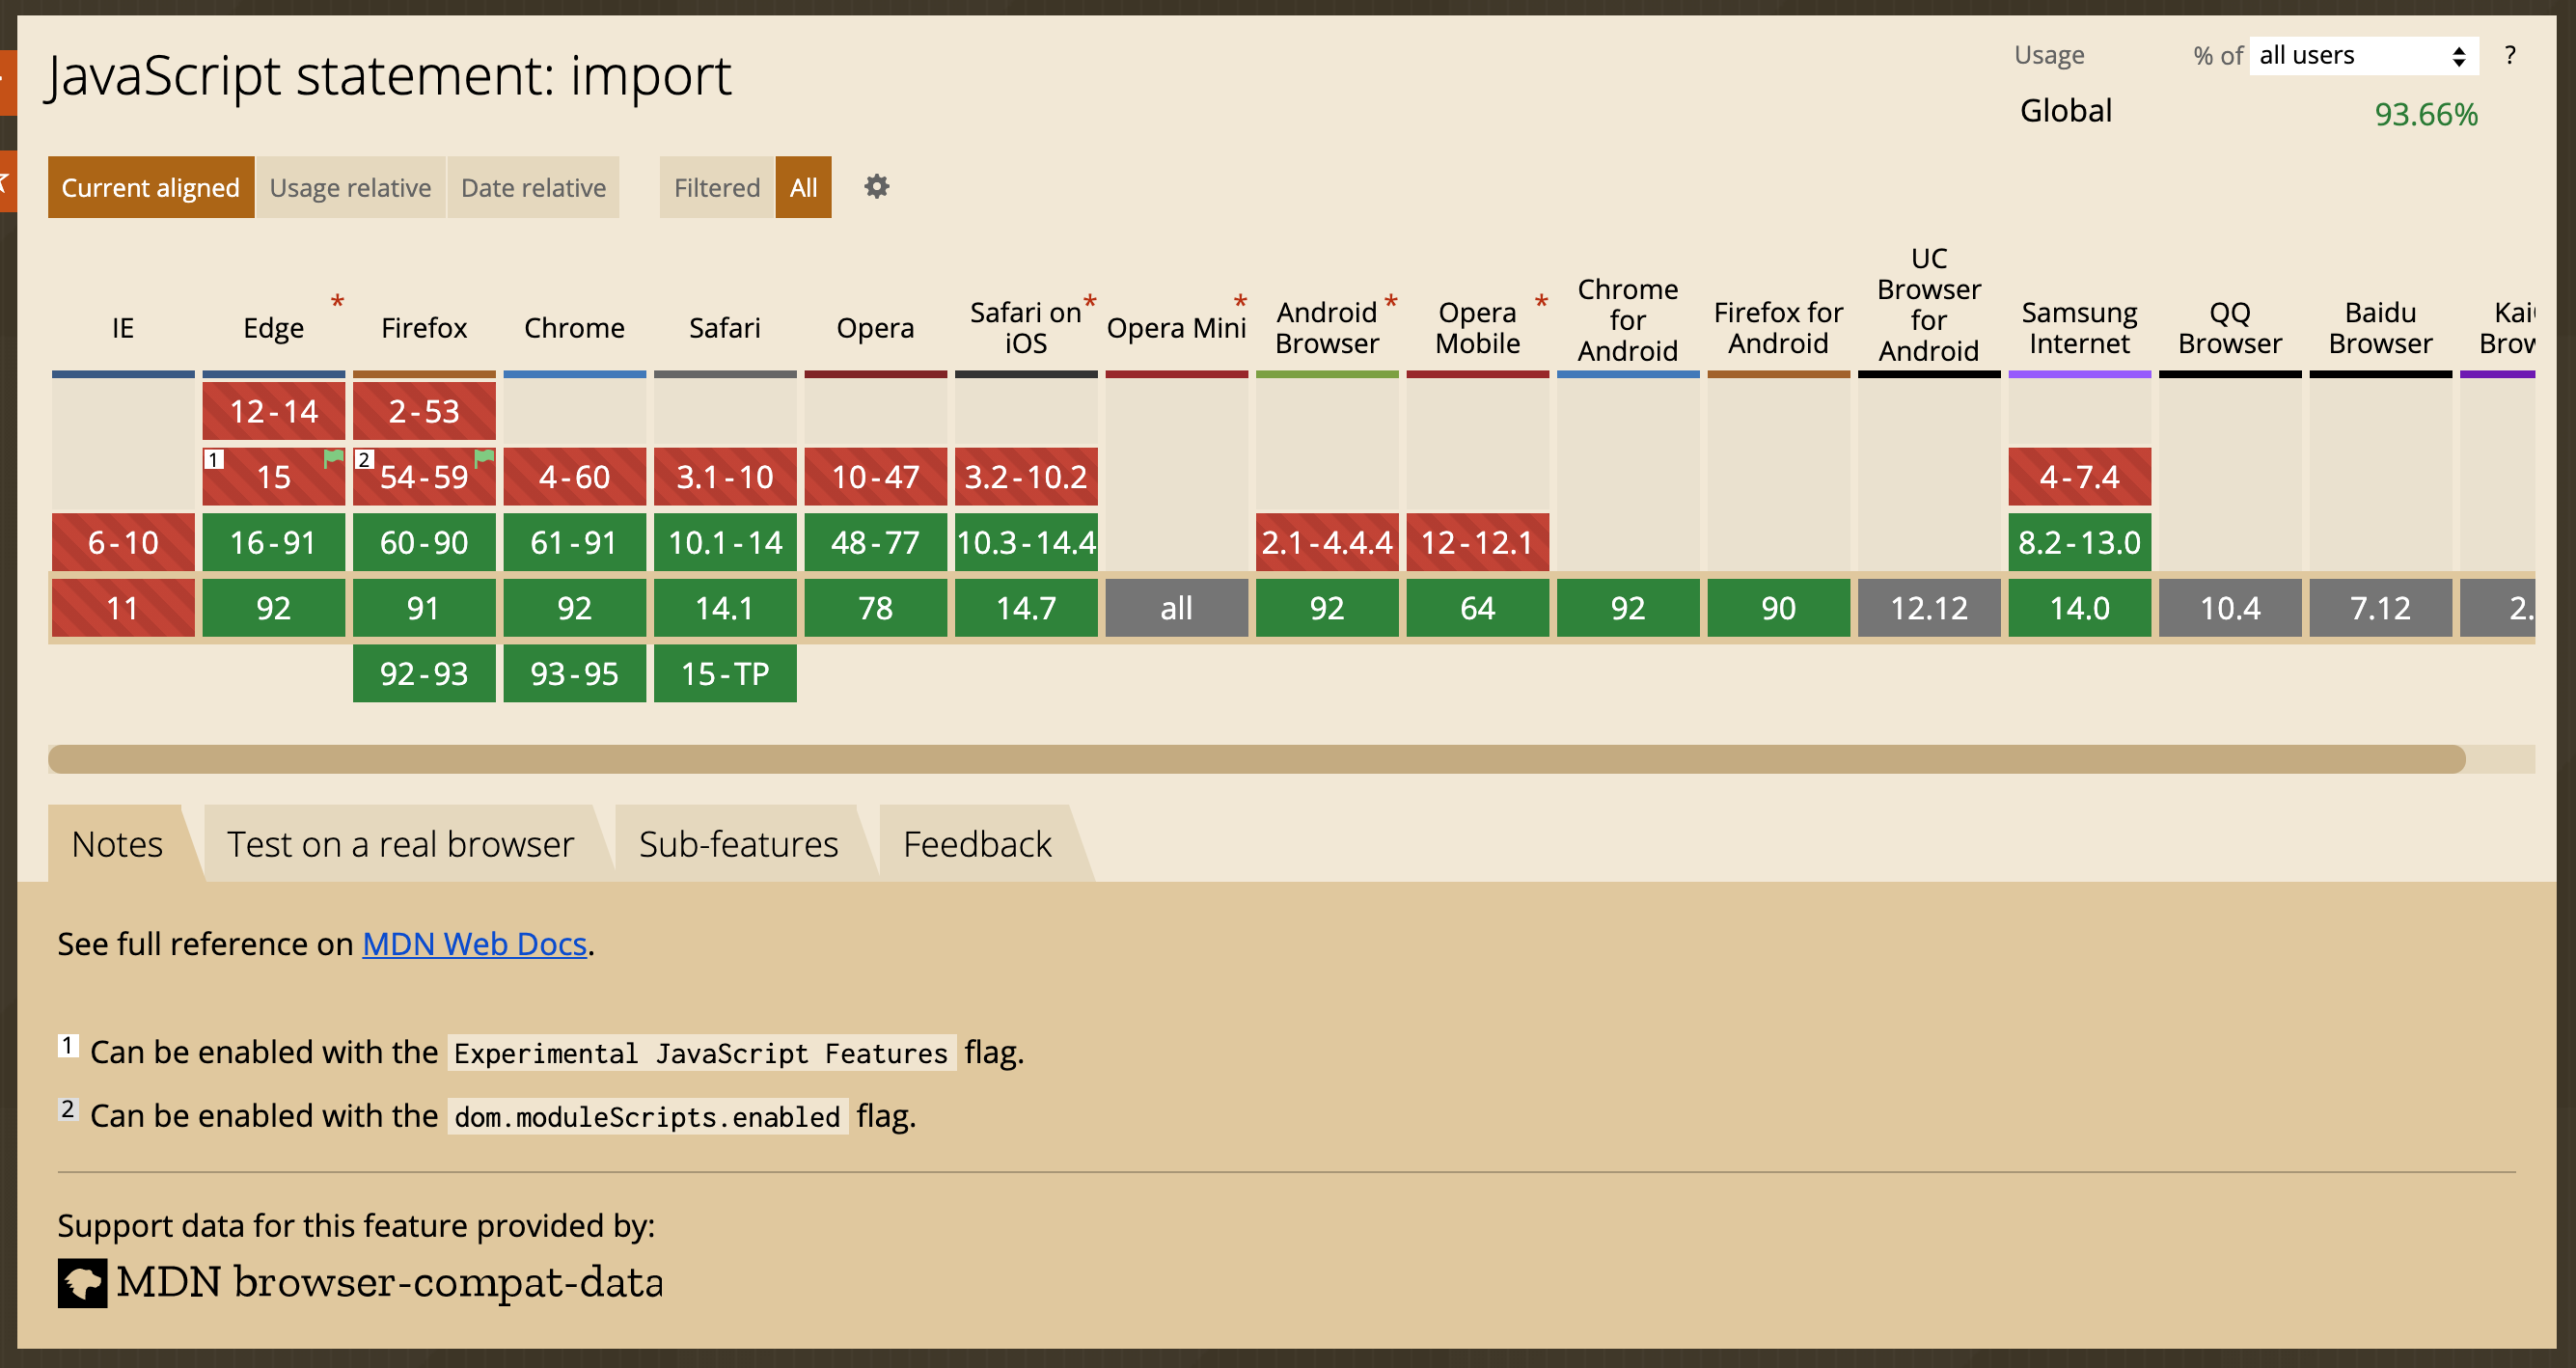 JavaScript statement: import
Usage % of all users ?
Global 93.66%
Current aligned Usage relative Date relative Filtered All
IE Edge * Firefox Chrome Safari Opera Safari on iOS * Opera Mini * Android Browser * Opera Mobile * Chrome for Android Firefox for Android UC Browser for Android Samsung Internet QQ Browser Baidu Browser
12-14 2-53
1 15 2 54-59 4-60 3.1-10 10-47 3.2-10.2 4-7.4
6-10 16-91 60-90 61-91 10.1-14 48-77 10.3-14.4 2.1-4.4.4 12-12.1 8.2-13.0
11 92 91 92 14.1 78 14.7 all 92 64 92 90 12.12 14.0 10.4 7.12 2.
92-93 93-95 15-TP
Notes Test on a real browser Sub-features Feedback
See full reference on MDN Web Docs.
1 Can be enabled with the Experimental JavaScript Features flag.
2 Can be enabled with the dom.moduleScripts.enabled flag.
Support data for this feature provided by:
MDN browser-compat-data